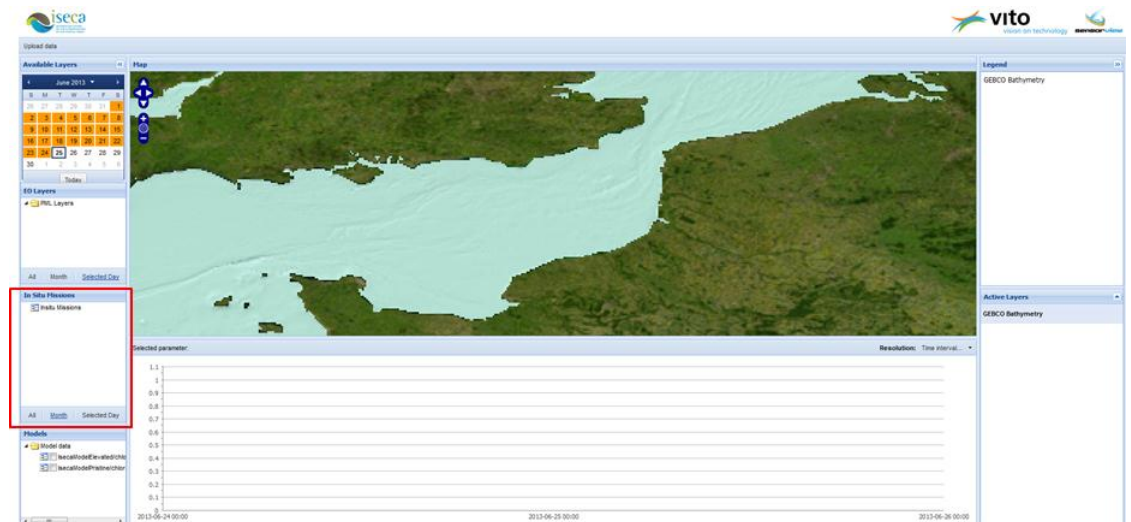 iseca
vito
vision on technology
sensorview
Upload data
Available Layers
June 2013
S M T W T F S
26 27 28 29 30 31 1
2 3 4 5 6 7 8
9 10 11 12 13 14 15
16 17 18 19 20 21 22
23 24 25 26 27 28 29
30 1 2 3 4 5 6
Today
EO Layers
PML Layers
All Month Selected Day
In Situ Missions
Insitu Missions
All Month Selected Day
Models
Model data
IsecaModelElevated/chlo
IsecaModelPristine/chlor
Map
Selected parameter:
Resolution: Time interval...
1.1
1
0.9
0.8
0.7
0.6
0.5
0.4
0.3
0.2
0.1
0
2013-06-24 00:00 2013-06-25 00:00 2013-06-26 00:00
Legend
GEBCO Bathymetry
Active Layers
GEBCO Bathymetry